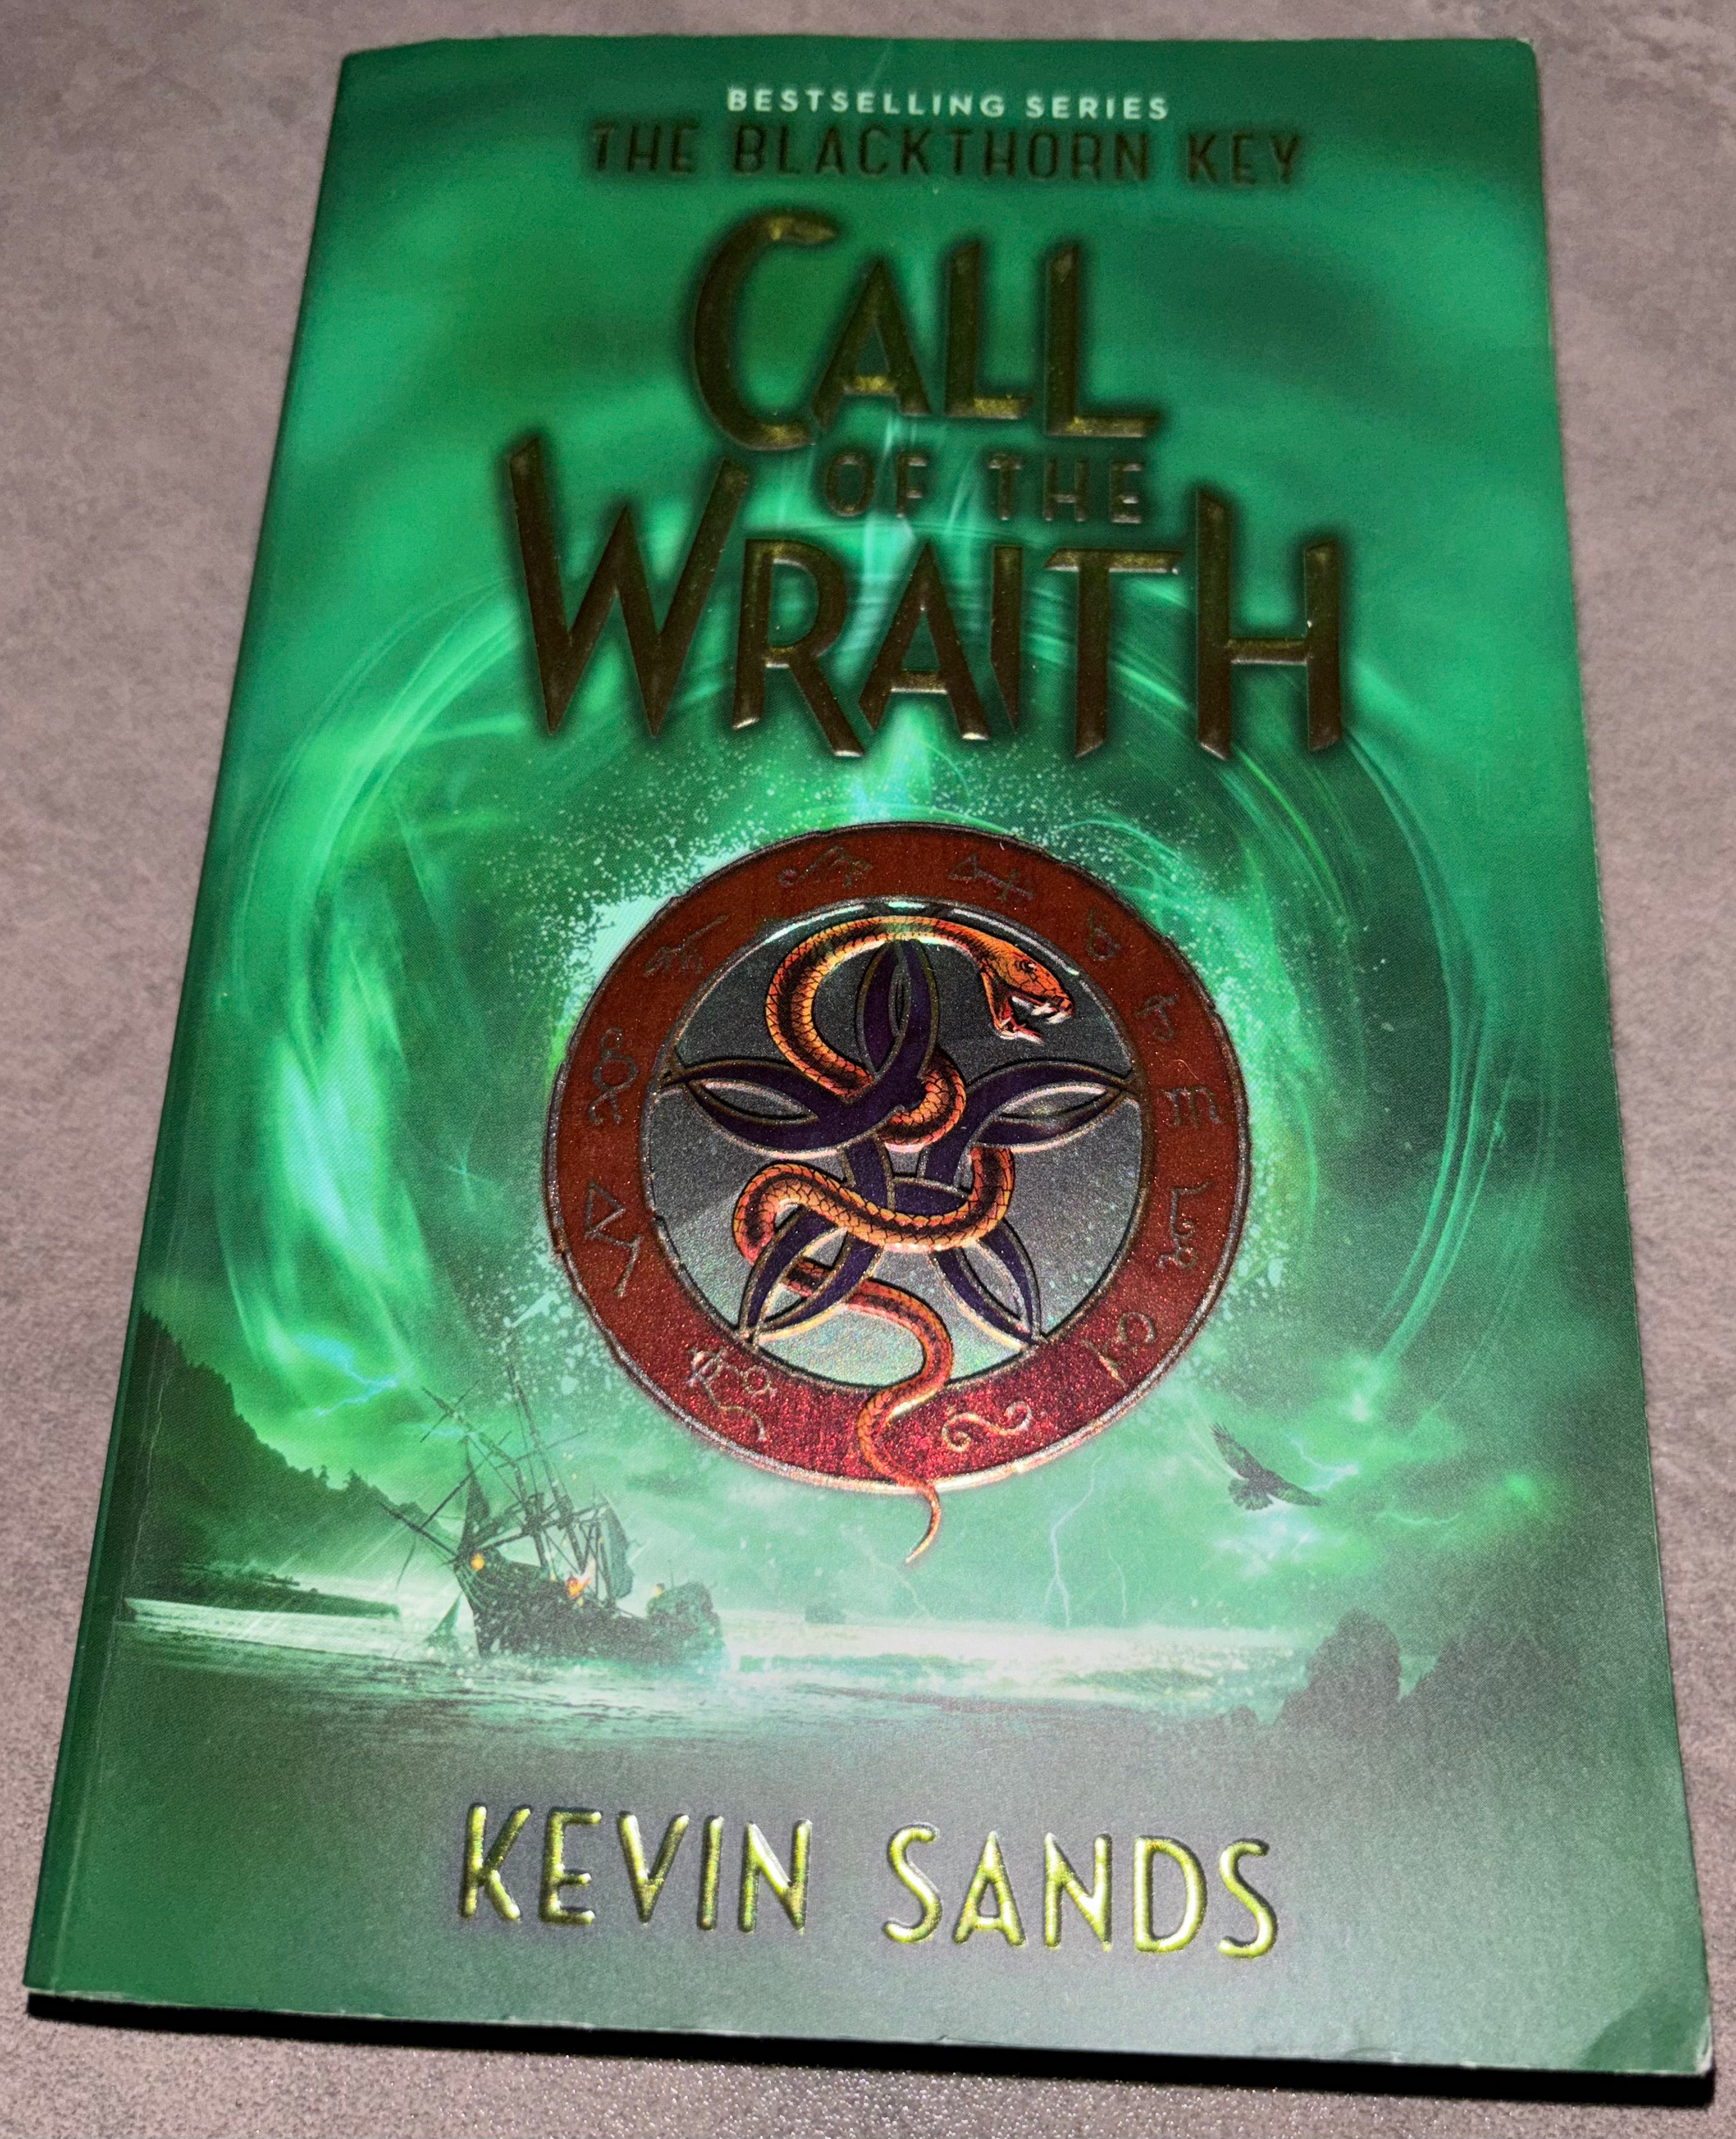 BESTSELLING SERIES
THE BLACKTHORN KEY
CALL
OF THE
WRAITH
KEVIN SANDS